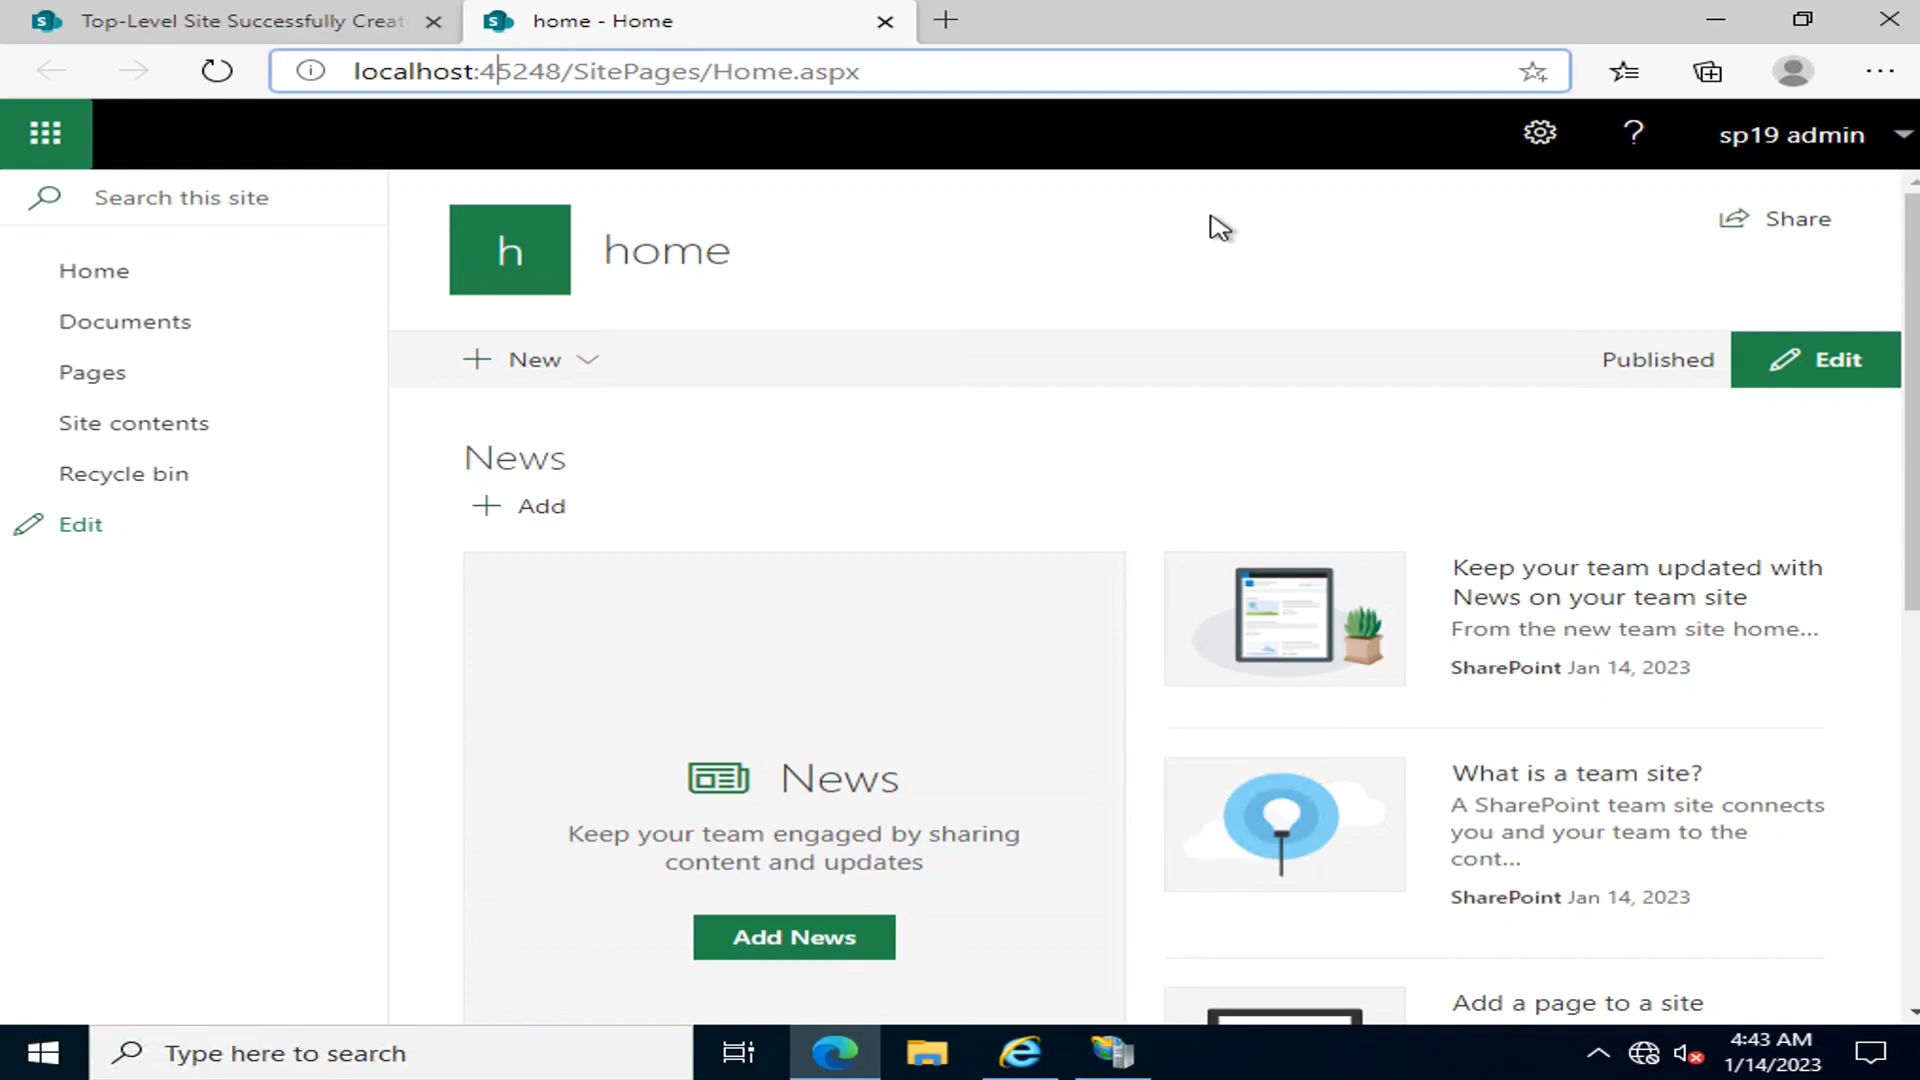 Top-Level Site Successfully Creat
home - Home
localhost:45248/SitePages/Home.aspx
sp19 admin
Search this site
Home
Documents
Pages
Site contents
Recycle bin
Edit
h
home
Share
New
Published
Edit
News
Add
News
Keep your team engaged by sharing
content and updates
Add News
Keep your team updated with
News on your team site
From the new team site home...
SharePoint Jan 14, 2023
What is a team site?
A SharePoint team site connects
you and your team to the
cont...
SharePoint Jan 14, 2023
Add a page to a site
Type here to search
4:43 AM
1/14/2023